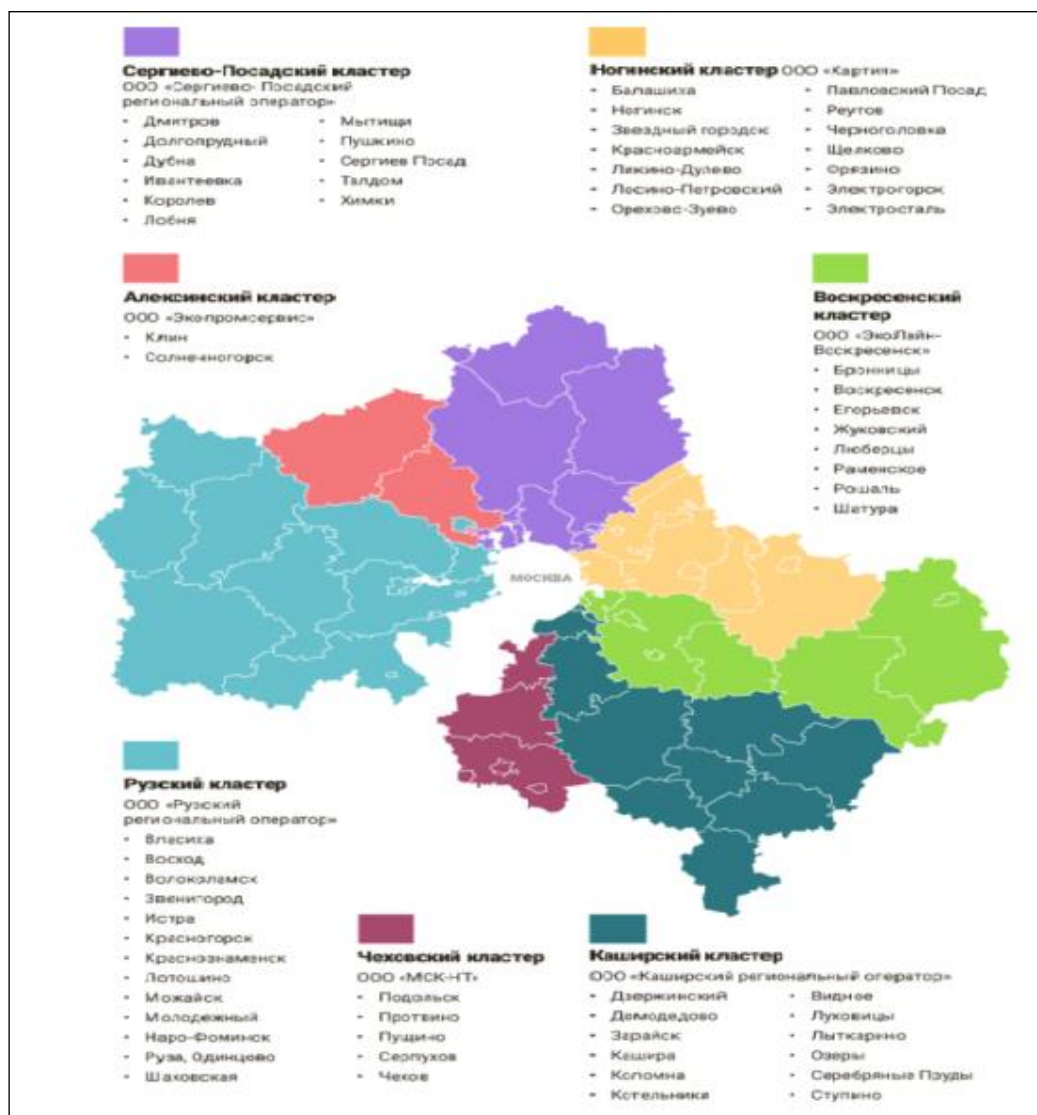 Сергиево-Посадский кластер
ООО «Сергиево- Посадский
региональный оператор»
• Дмитров
• Долгопрудный
• Дубна
• Ивантеевка
• Королев
• Лобня
• Мытищи
• Пушкино
• Сергиев Посад
• Талдом
• Химки
Ногинский кластер ООО «Картия»
• Балашиха
• Ногинск
• Звездный городск
• Красноармейск
• Ликино-Дулево
• Лосино-Петровский
• Орехово-Зуево
• Павловский Посад
• Реутов
• Черноголовка
• Щелково
• Фрязино
• Электрогорск
• Электросталь
Алексинский кластер
ООО «Экопромсервис»
• Клин
• Солнечногорск
Воскресенский
кластер
ООО «ЭкоЛайн-
Воскресенск»
• Бронницы
• Воскресенск
• Егорьевск
• Жуковский
• Люберцы
• Раменское
• Рошаль
• Шатура
МОСКВА
Рузский кластер
ООО «Рузский
региональный оператор»
• Власиха
• Восход
• Волоколамск
• Звенигород
• Истра
• Красногорск
• Краснознаменск
• Лотошино
• Можайск
• Молодежный
• Наро-Фоминск
• Руза, Одинцово
• Шаховская
Чеховский кластер
ООО «МСК-НТ»
• Подольск
• Протвино
• Пущино
• Серпухов
• Чехов
Каширский кластер
ООО «Каширский региональный оператор»
• Дзержинский
• Домодедово
• Зарайск
• Кашира
• Коломна
• Котельники
• Видное
• Луховицы
• Лыткарино
• Озеры
• Серебряные Пруды
• Ступино